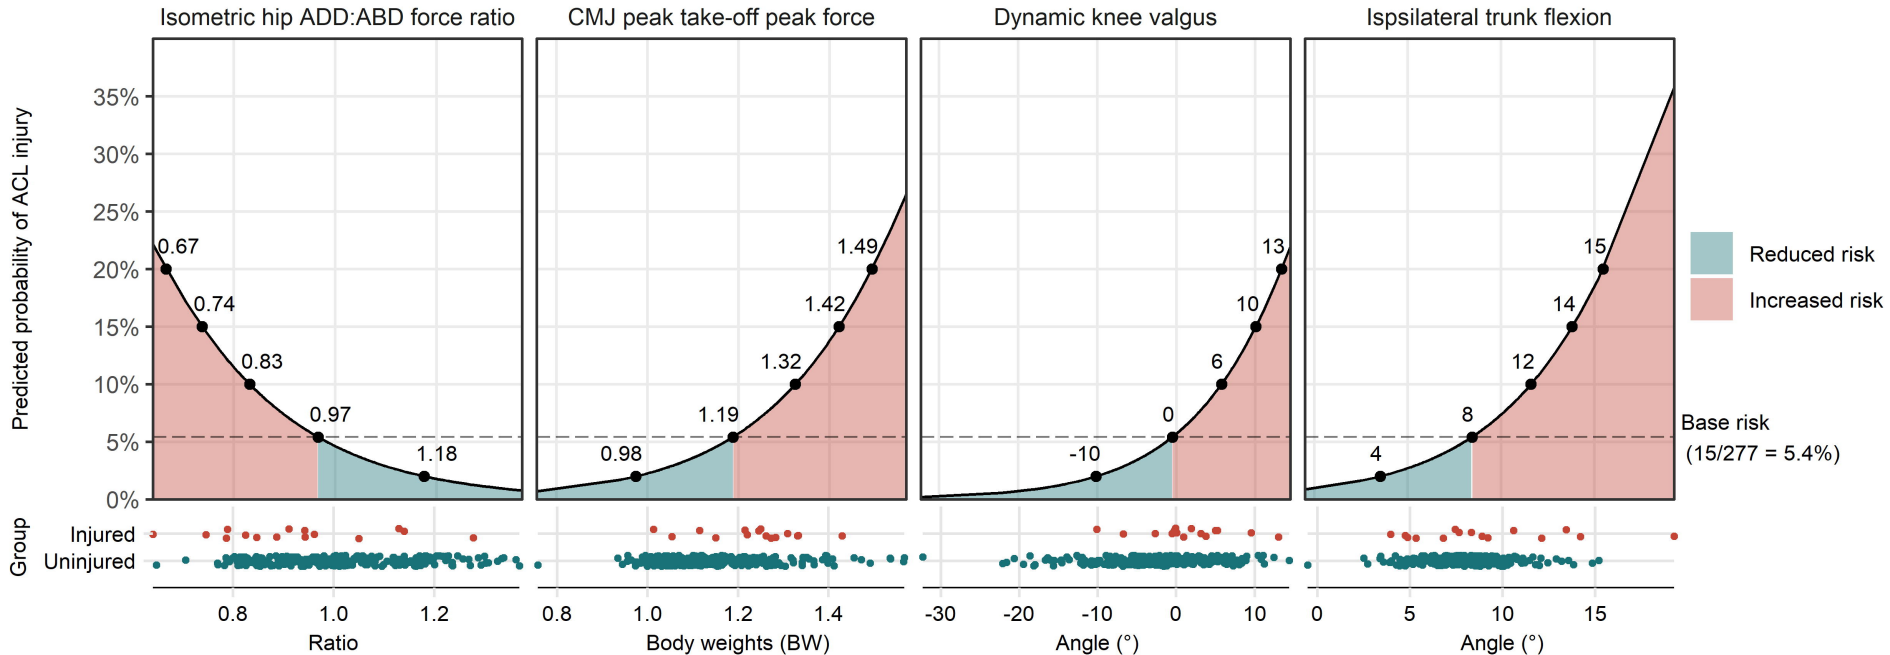 Isometric hip ADD:ABD force ratio
CMJ peak take-off peak force
Dynamic knee valgus
Ispsilateral trunk flexion
Predicted probability of ACL injury
35%
30%
25%
20%
15%
10%
5%
0%
0.67
0.74
0.83
0.97
1.18
1.49
1.42
1.32
1.19
0.98
13
10
6
0
-10
15
14
12
8
4
Reduced risk
Increased risk
Base risk
(15/277 = 5.4%)
Group
Injured
Uninjured
0.8 1.0 1.2
0.8 1.0 1.2 1.4
-30 -20 -10 0 10
0 5 10 15
Ratio
Body weights (BW)
Angle (°)
Angle (°)